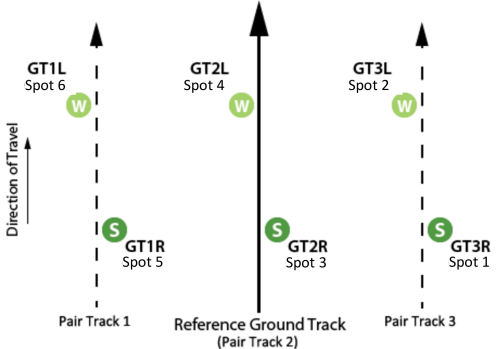 GT1L
Spot 6
W
GT2L
Spot 4
W
GT3L
Spot 2
W
Direction of Travel
S
GT1R
Spot 5
S
GT2R
Spot 3
S
GT3R
Spot 1
Pair Track 1
Reference Ground Track
(Pair Track 2)
Pair Track 3